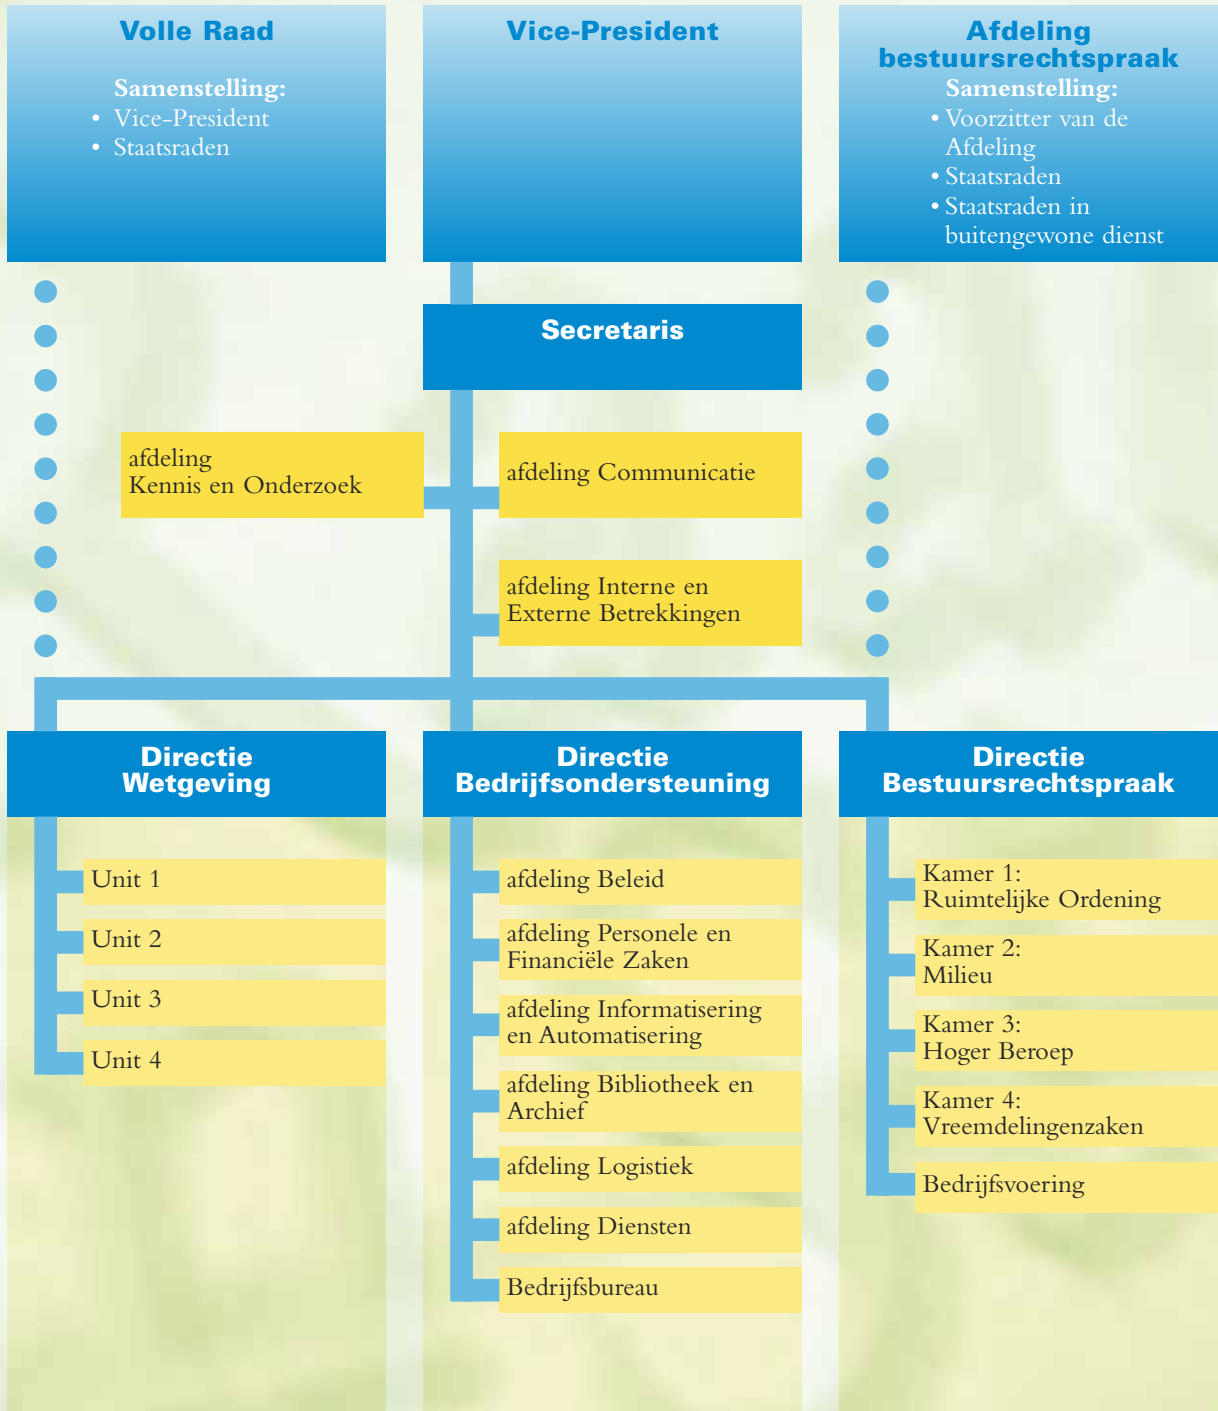 Volle Raad
Samenstelling:
• Vice-President
• Staatsraden
Vice-President
Afdeling
bestuursrechtspraak
Samenstelling:
• Voorzitter van de
Afdeling
• Staatsraden
• Staatsraden in
buitengewone dienst
Secretaris
afdeling
Kennis en Onderzoek
afdeling Communicatie
afdeling Interne en
Externe Betrekkingen
Directie
Wetgeving
Unit 1
Unit 2
Unit 3
Unit 4
Directie
Bedrijfsondersteuning
afdeling Beleid
afdeling Personele en
Financiële Zaken
afdeling Informatisering
en Automatisering
afdeling Bibliotheek en
Archief
afdeling Logistiek
afdeling Diensten
Bedrijfsbureau
Directie
Bestuursrechtspraak
Kamer 1:
Ruimtelijke Ordening
Kamer 2:
Milieu
Kamer 3:
Hoger Beroep
Kamer 4:
Vreemdelingenzaken
Bedrijfsvoering